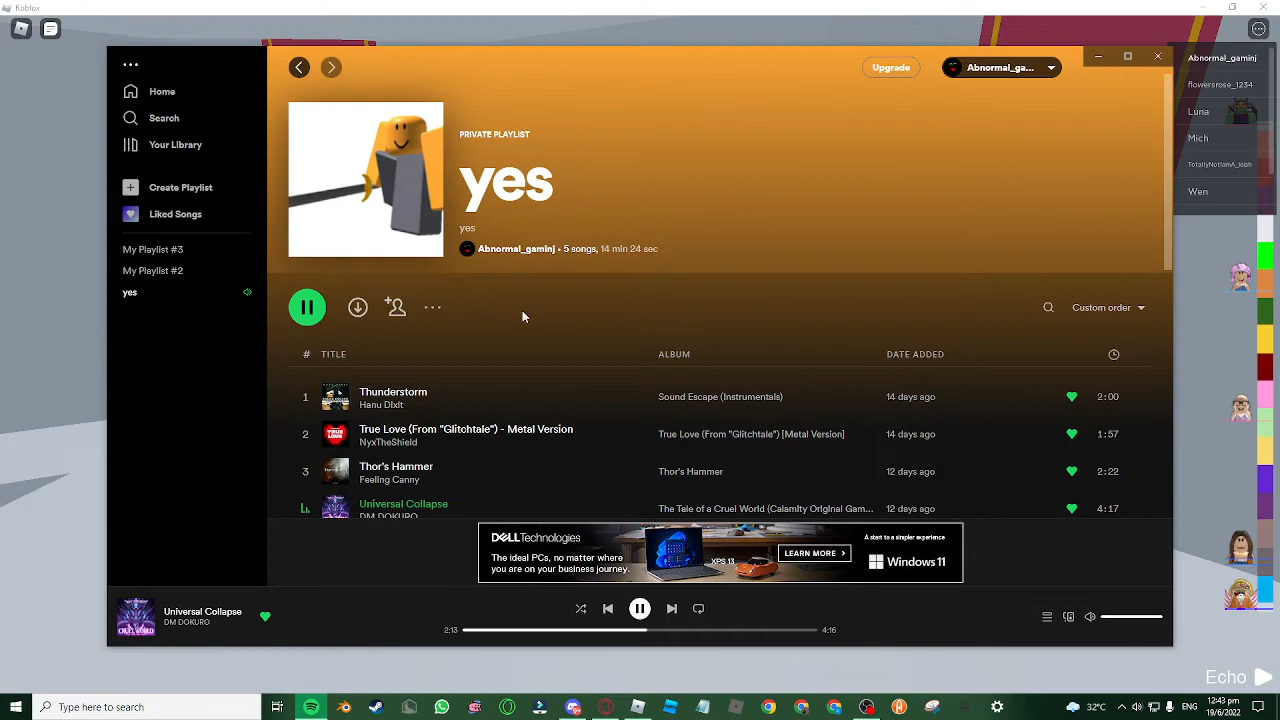 Roblox
Home
Search
Your Library
Create Playlist
Liked Songs
My Playlist #3
My Playlist #2
yes
Upgrade
Abnormal_ga...
PRIVATE PLAYLIST
yes
yes
Abnormal_gaminj • 5 songs, 14 min 24 sec
Custom order
# TITLE ALBUM DATE ADDED
1 Thunderstorm Sound Escape (Instrumentals) 14 days ago 2:00
Hanu Dixit
2 True Love (From "Glitchtale") - Metal Version True Love (From "Glitchtale") [Metal Version] 14 days ago 1:57
NyxTheShield
3 Thor's Hammer Thor's Hammer 12 days ago 2:22
Feeling Canny
Universal Collapse The Tale of a Cruel World (Calamity Original Gam... 12 days ago 4:17
DM DOKURO
DELLTechnologies
The ideal PCs, no matter where
you are on your business journey.
XPS 13
LEARN MORE >
A start to a simpler experience
Windows 11
Universal Collapse
DM DOKURO
2:13
4:16
Abnormal_gaminj
flowersrose_1234
Luna
Mich
TotallyNotIamA_leish
Wen
Echo
Type here to search
32°C
ENG
12:43 PM
19/6/2022